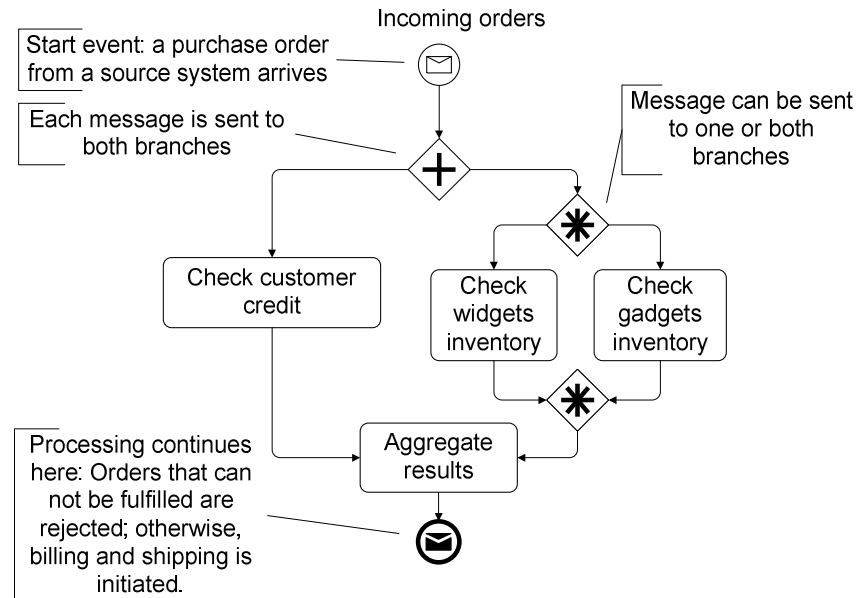 Incoming orders
Start event: a purchase order
from a source system arrives
Each message is sent to
both branches
Message can be sent
to one or both
branches
Check customer
credit
Check
widgets
inventory
Check
gadgets
inventory
Aggregate
results
Processing continues
here: Orders that can
not be fulfilled are
rejected; otherwise,
billing and shipping is
initiated.